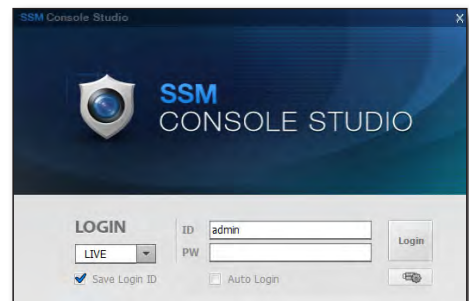 SSM Console Studio X
SSM
CONSOLE STUDIO
LOGIN
ID admin
Login
LIVE
PW
Save Login ID
Auto Login